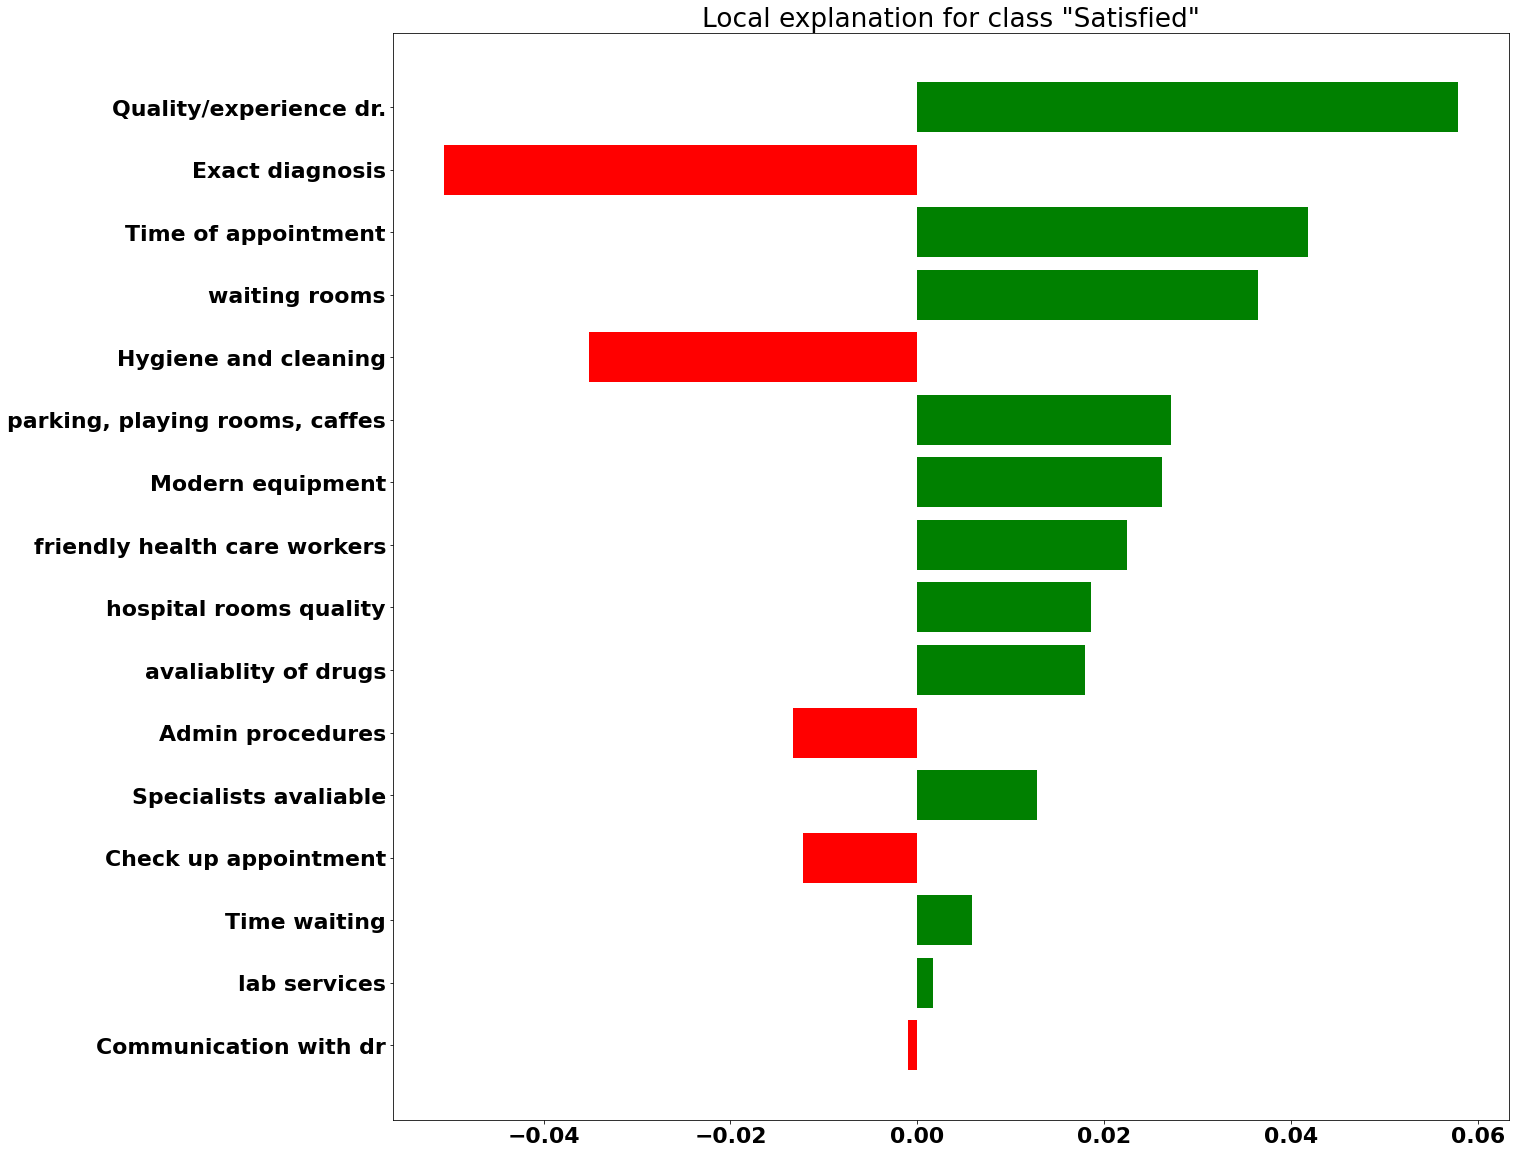 Local explanation for class "Satisfied"
Quality/experience dr.
Exact diagnosis
Time of appointment
waiting rooms
Hygiene and cleaning
parking, playing rooms, caffes
Modern equipment
friendly health care workers
hospital rooms quality
avaliablity of drugs
Admin procedures
Specialists avaliable
Check up appointment
Time waiting
lab services
Communication with dr
−0.04 −0.02 0.00 0.02 0.04 0.06